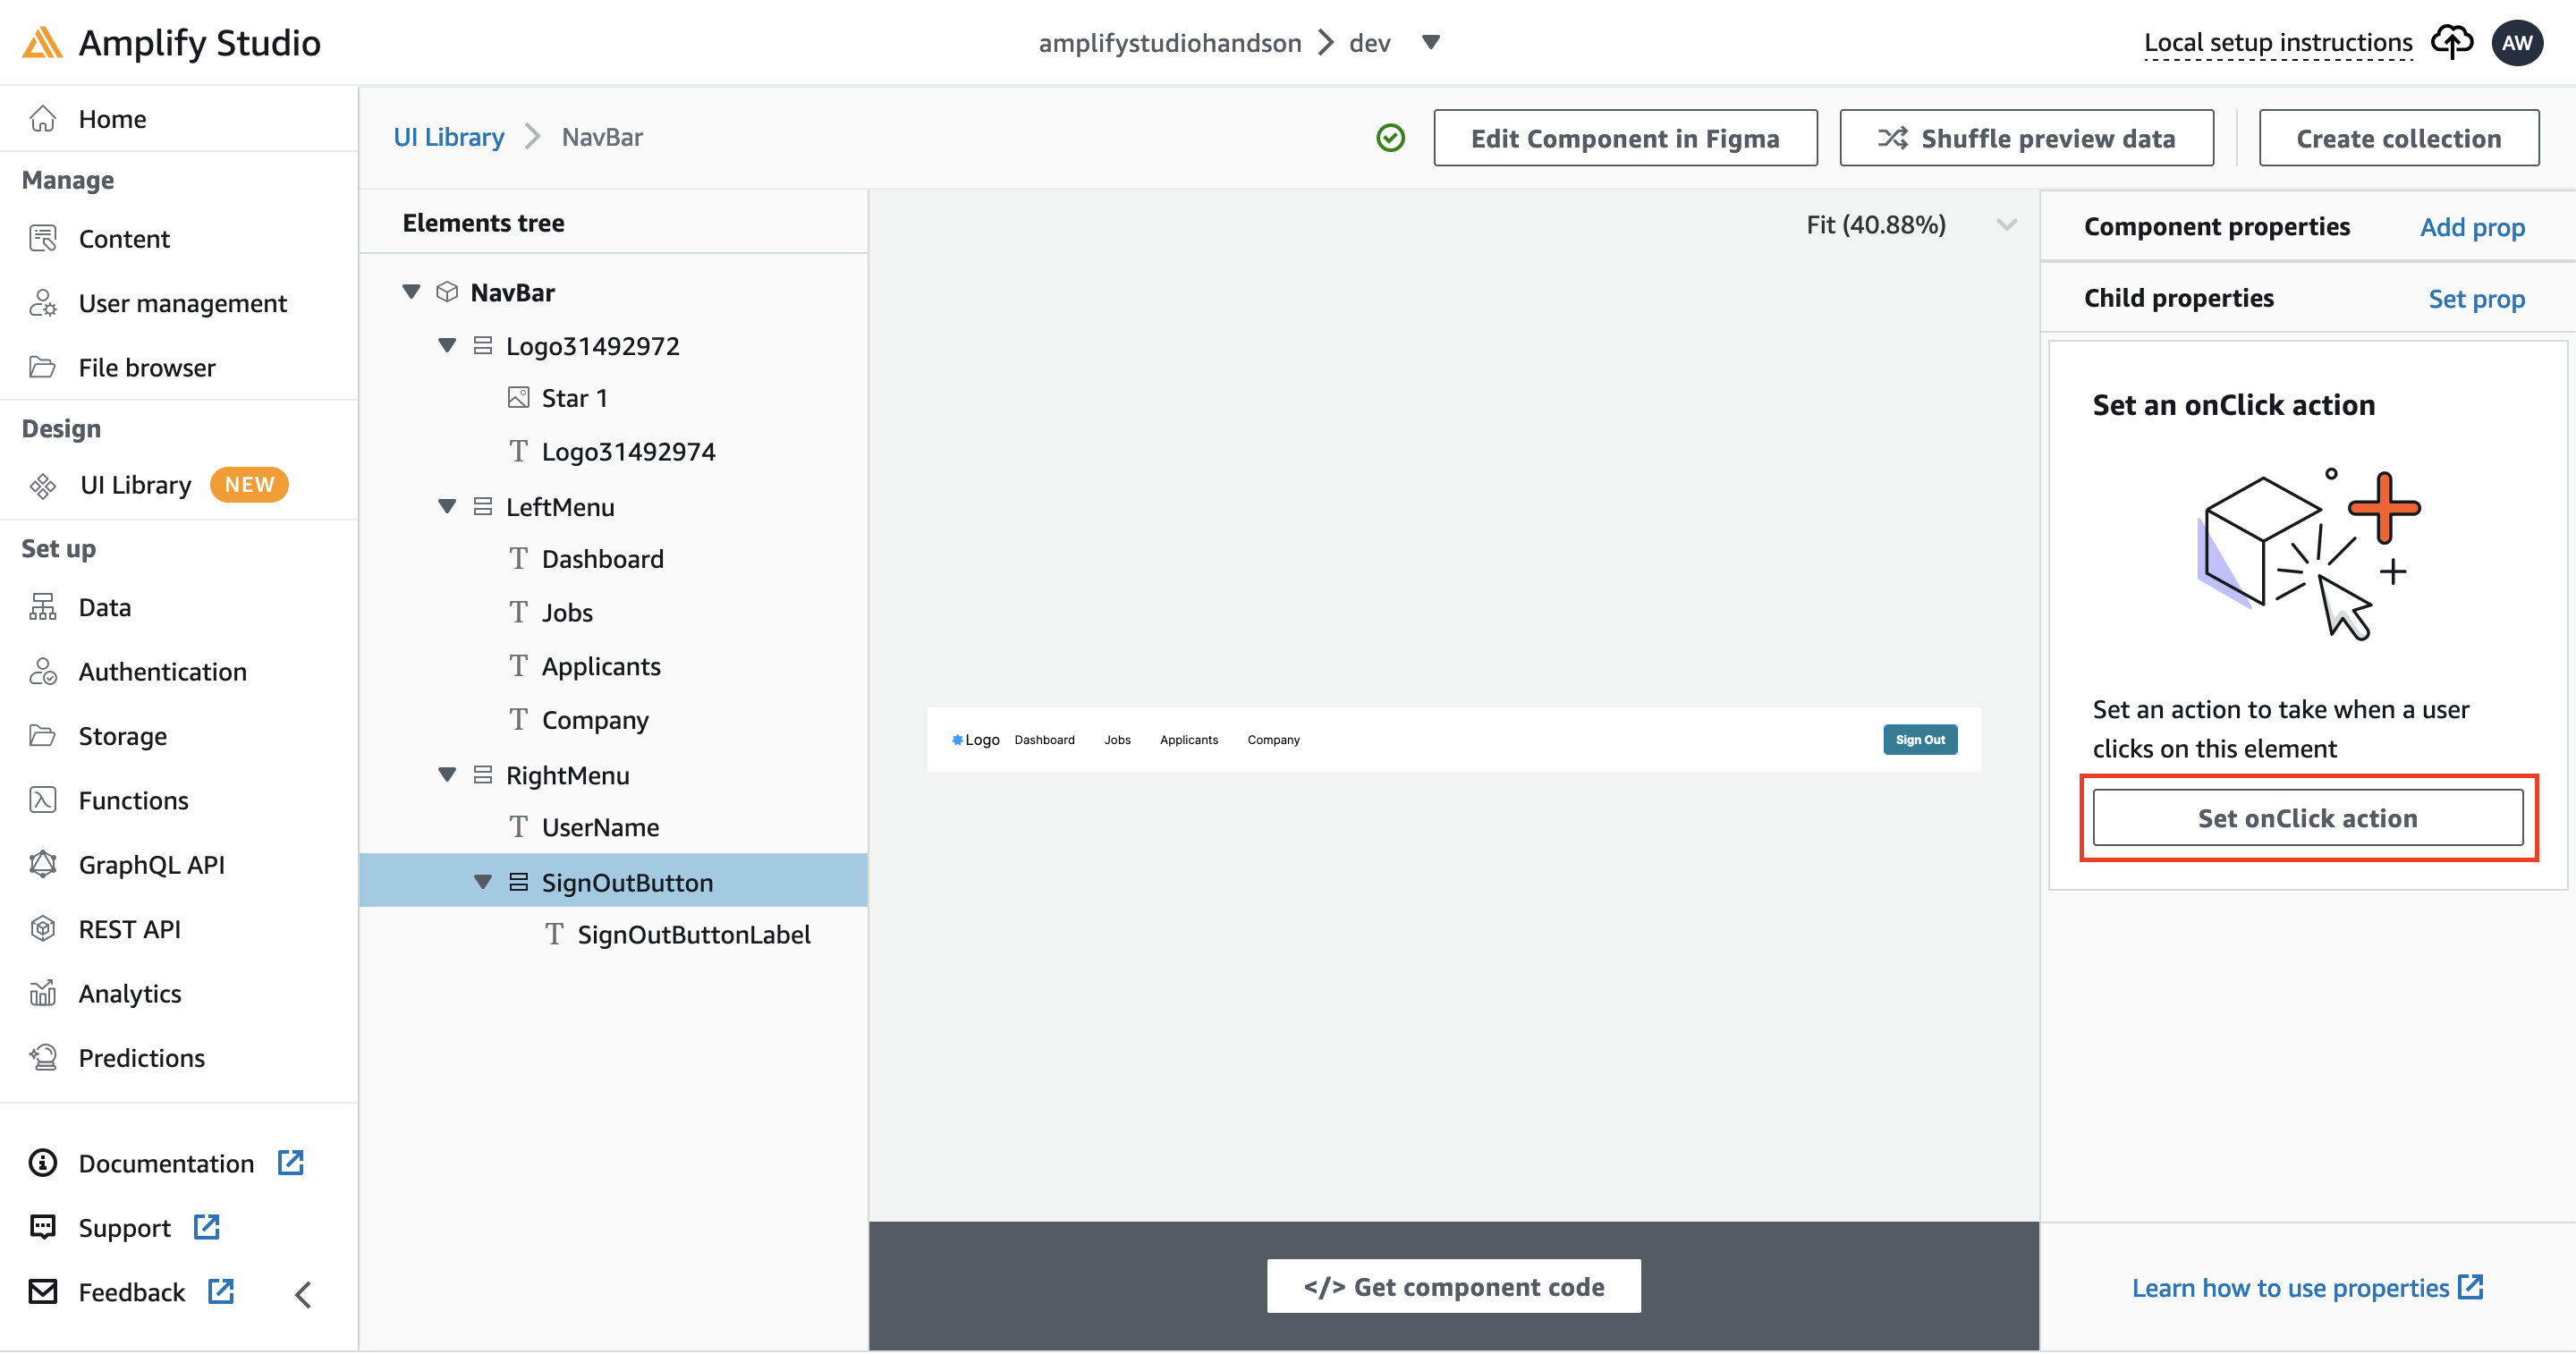 Amplify Studio
amplifystudiohandson > dev
Local setup instructions
AW
Home
Manage
Content
User management
File browser
Design
UI Library NEW
Set up
Data
Authentication
Storage
Functions
GraphQL API
REST API
Analytics
Predictions
Documentation
Support
Feedback
UI Library > NavBar
Edit Component in Figma
Shuffle preview data
Create collection
Elements tree
NavBar
Logo31492972
Star 1
Logo31492974
LeftMenu
Dashboard
Jobs
Applicants
Company
RightMenu
UserName
SignOutButton
SignOutButtonLabel
Fit (40.88%)
Logo Dashboard Jobs Applicants Company Sign Out
</> Get component code
Component properties Add prop
Child properties Set prop
Set an onClick action
Set an action to take when a user
clicks on this element
Set onClick action
Learn how to use properties